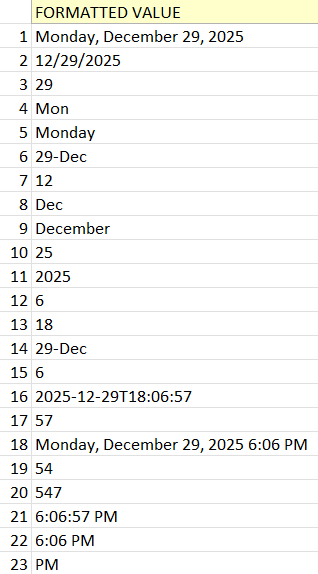 FORMATTED VALUE
1 Monday, December 29, 2025
2 12/29/2025
3 29
4 Mon
5 Monday
6 29-Dec
7 12
8 Dec
9 December
10 25
11 2025
12 6
13 18
14 29-Dec
15 6
16 2025-12-29T18:06:57
17 57
18 Monday, December 29, 2025 6:06 PM
19 54
20 547
21 6:06:57 PM
22 6:06 PM
23 PM